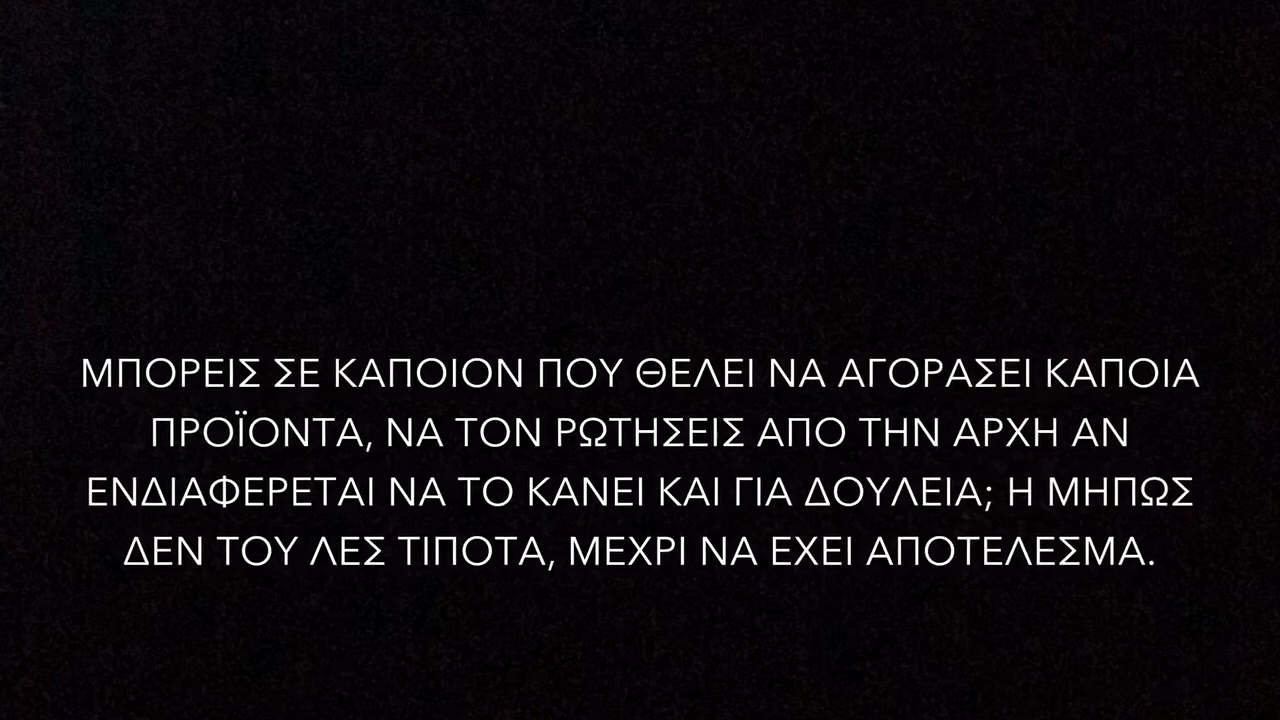 ΜΠΟΡΕΙΣ ΣΕ ΚΑΠΟΙΟΝ ΠΟΥ ΘΕΛΕΙ ΝΑ ΑΓΟΡΑΣΕΙ ΚΑΠΟΙΑ
ΠΡΟΪΟΝΤΑ, ΝΑ ΤΟΝ ΡΩΤΗΣΕΙΣ ΑΠΟ ΤΗΝ ΑΡΧΗ ΑΝ
ΕΝΔΙΑΦΕΡΕΤΑΙ ΝΑ ΤΟ ΚΑΝΕΙ ΚΑΙ ΓΙΑ ΔΟΥΛΕΙΑ; Η ΜΗΠΩΣ
ΔΕΝ ΤΟΥ ΛΕΣ ΤΙΠΟΤΑ, ΜΕΧΡΙ ΝΑ ΕΧΕΙ ΑΠΟΤΕΛΕΣΜΑ.